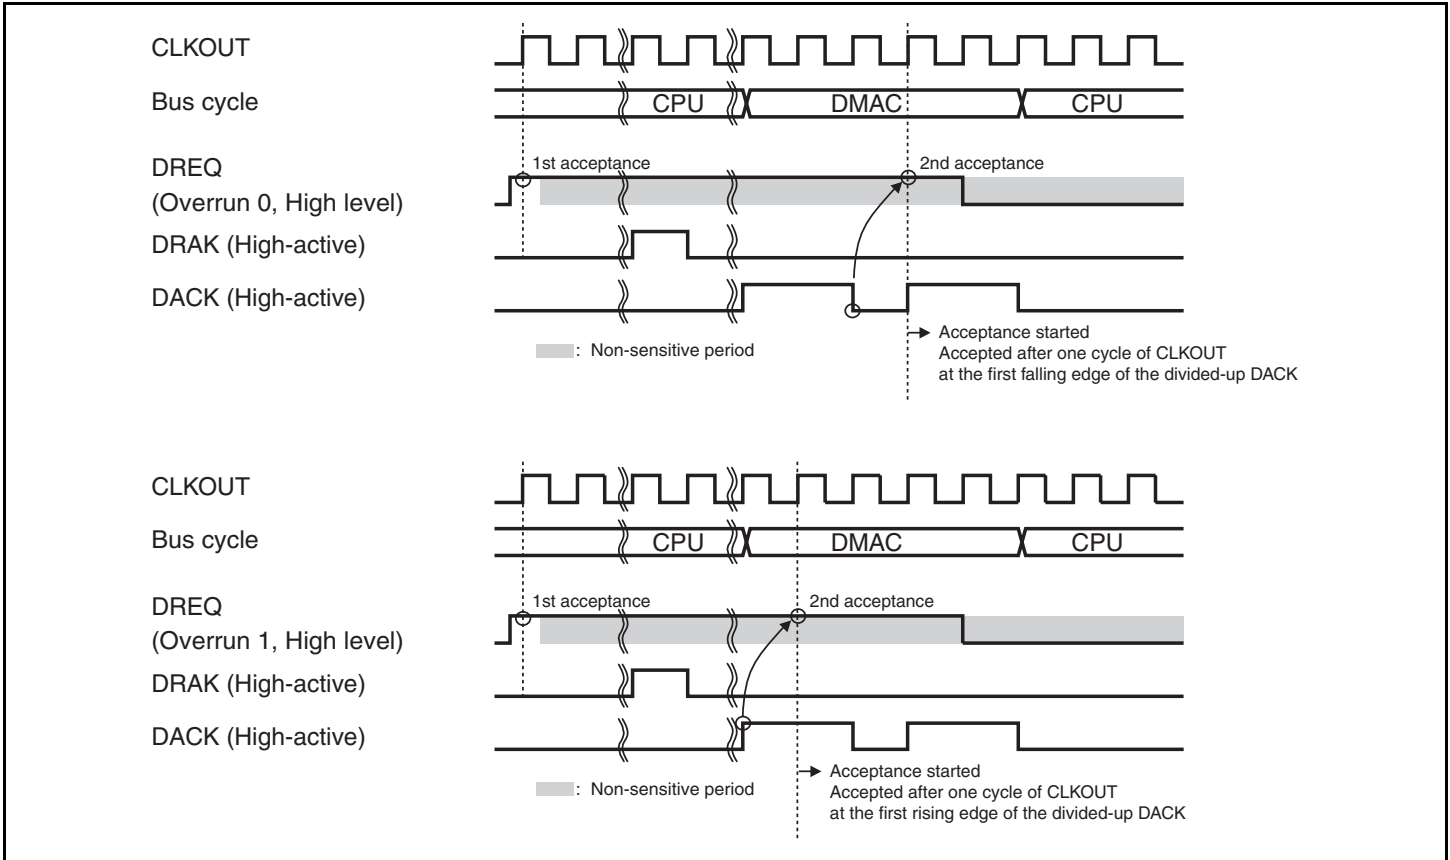 CLKOUT
Bus cycle
CPU
DMAC
CPU
DREQ
(Overrun 0, High level)
1st acceptance
2nd acceptance
DRAK (High-active)
DACK (High-active)
: Non-sensitive period
Acceptance started
Accepted after one cycle of CLKOUT
at the first falling edge of the divided-up DACK
CLKOUT
Bus cycle
CPU
DMAC
CPU
DREQ
(Overrun 1, High level)
1st acceptance
2nd acceptance
DRAK (High-active)
DACK (High-active)
: Non-sensitive period
Acceptance started
Accepted after one cycle of CLKOUT
at the first rising edge of the divided-up DACK